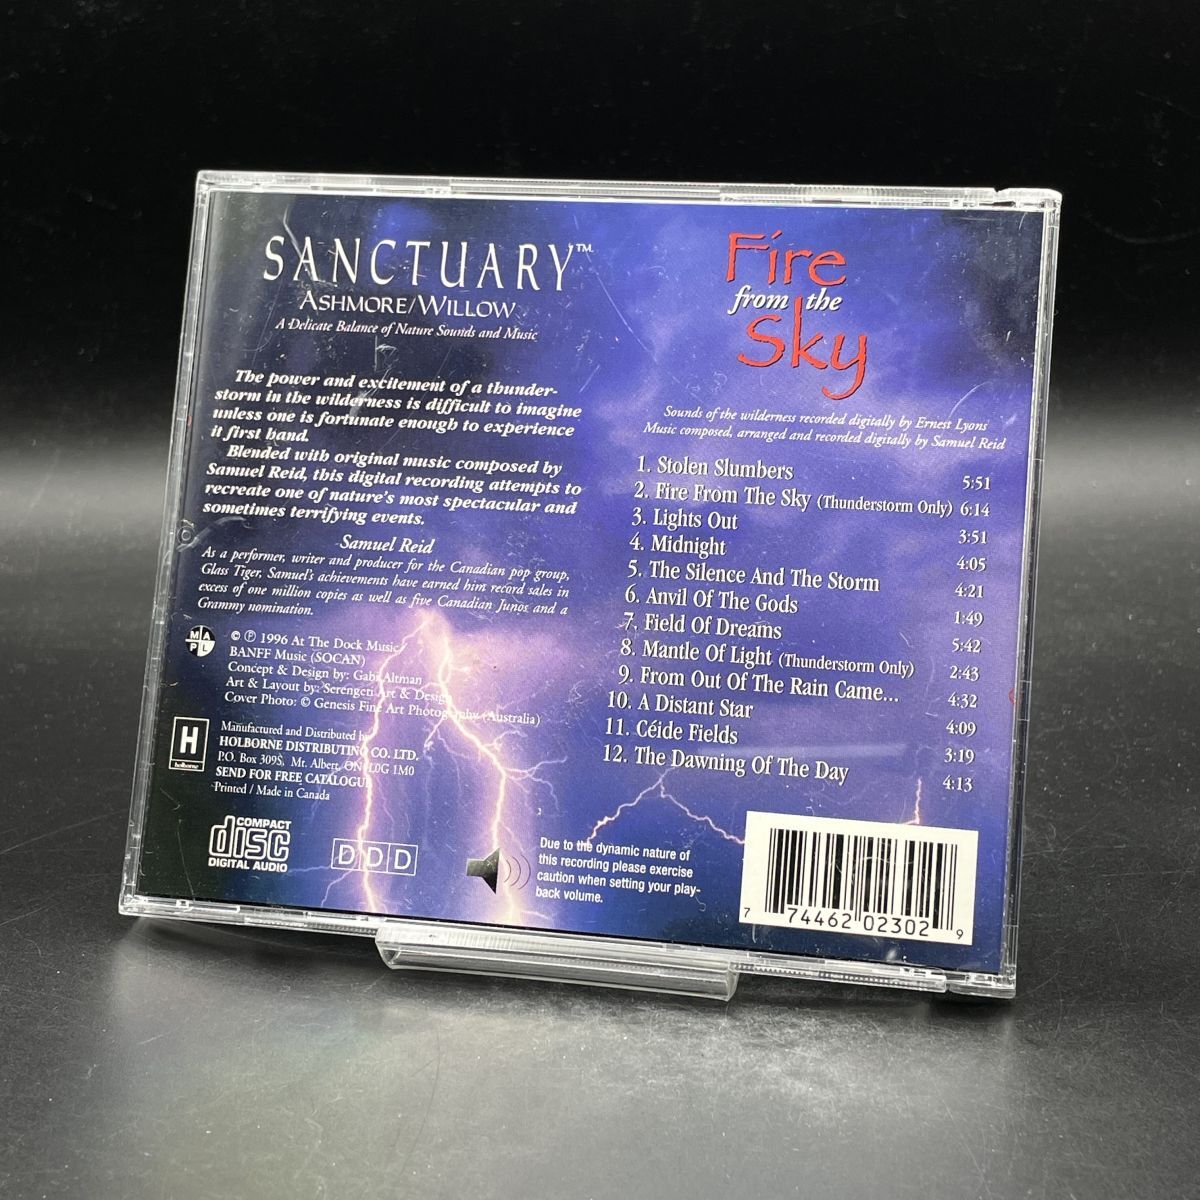 SANCTUARY™
ASHMORE/WILLOW
A Delicate Balance of Nature Sounds and Music
The power and excitement of a thunder-
storm in the wilderness is difficult to imagine
unless one is fortunate enough to experience
it first hand.
Blended with original music composed by
Samuel Reid, this digital recording attempts to
recreate one of nature's most spectacular and
sometimes terrifying events.
Samuel Reid
As a performer, writer and producer for the Canadian pop group,
Glass Tiger, Samuel's achievements have earned him record sales in
excess of one million copies as well as five Canadian Junos and a
Grammy nomination.
MAPL
© ℗ 1996 At The Dock Music/
BANFF Music (SOCAN)
Concept & Design by: Gabi Altman
Art & Layout by: Serengeti Art & Design
Cover Photo: © Genesis Fine Art Photography (Australia)
H
holborne
Manufactured and Distributed by
HOLBORNE DISTRIBUTING CO. LTD.
P.O. Box 309S, Mt. Albert, ON L0G 1M0
SEND FOR FREE CATALOGUE
Printed / Made in Canada
COMPACT
disc
DIGITAL AUDIO
DDD
Due to the dynamic nature of
this recording please exercise
caution when setting your play-
back volume.
Fire
from the
Sky
Sounds of the wilderness recorded digitally by Ernest Lyons
Music composed, arranged and recorded digitally by Samuel Reid
1. Stolen Slumbers 5:51
2. Fire From The Sky (Thunderstorm Only) 6:14
3. Lights Out 3:51
4. Midnight 4:05
5. The Silence And The Storm 4:21
6. Anvil Of The Gods 1:49
7. Field Of Dreams 5:42
8. Mantle Of Light (Thunderstorm Only) 2:43
9. From Out Of The Rain Came... 4:32
10. A Distant Star 4:09
11. Céide Fields 3:19
12. The Dawning Of The Day 4:13
7 74462 02302 9